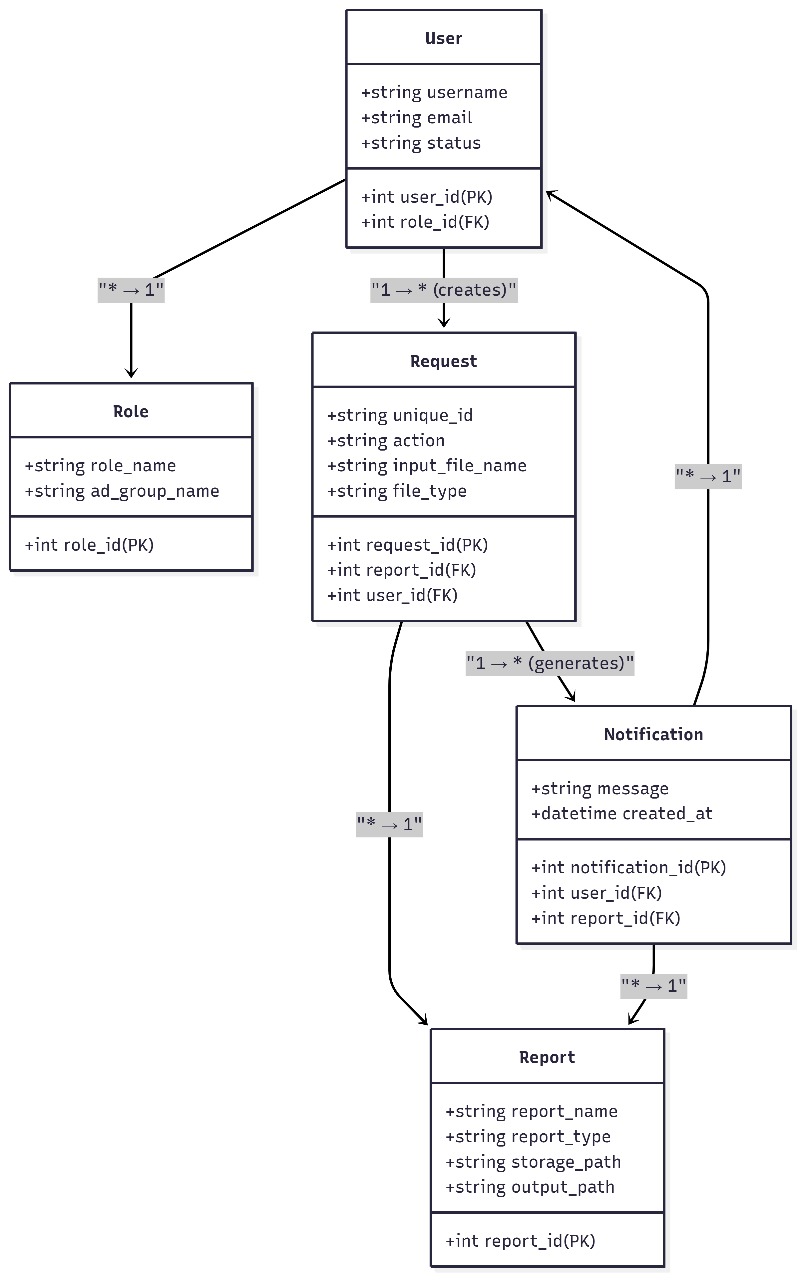 User
+string username
+string email
+string status
+int user_id(PK)
+int role_id(FK)
"* → 1"
"1 → * (creates)"
Role
+string role_name
+string ad_group_name
+int role_id(PK)
Request
+string unique_id
+string action
+string input_file_name
+string file_type
+int request_id(PK)
+int report_id(FK)
+int user_id(FK)
"* → 1"
"1 → * (generates)"
Notification
+string message
+datetime created_at
+int notification_id(PK)
+int user_id(FK)
+int report_id(FK)
"* → 1"
"* → 1"
Report
+string report_name
+string report_type
+string storage_path
+string output_path
+int report_id(PK)